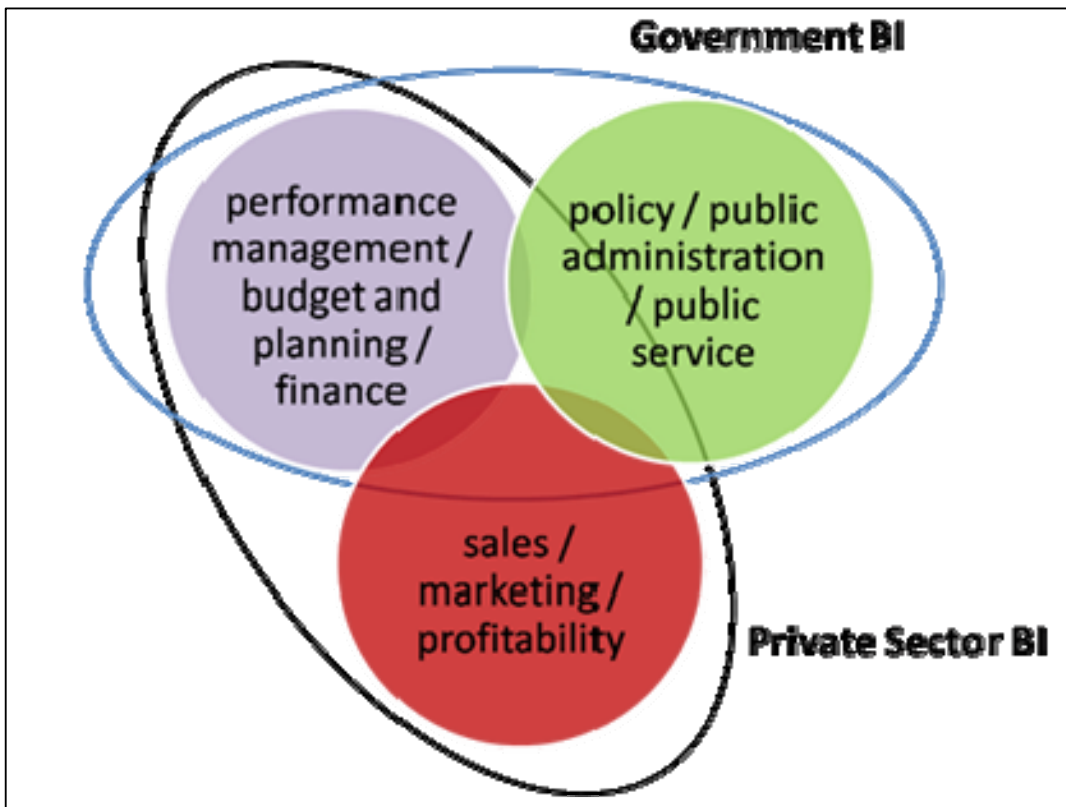 Government BI
performance
management /
budget and
planning /
finance
policy / public
administration
/ public
service
sales /
marketing /
profitability
Private Sector BI